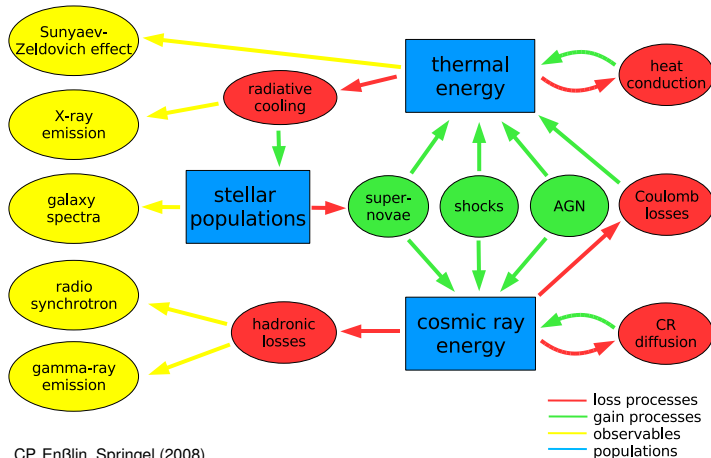 Sunyaev-
Zeldovich effect
thermal
energy
heat
conduction
radiative
cooling
X-ray
emission
stellar
populations
super-
novae
shocks
AGN
Coulomb
losses
galaxy
spectra
radio
synchrotron
hadronic
losses
cosmic ray
energy
CR
diffusion
gamma-ray
emission
loss processes
gain processes
observables
populations
CP, Enßlin, Springel (2008)